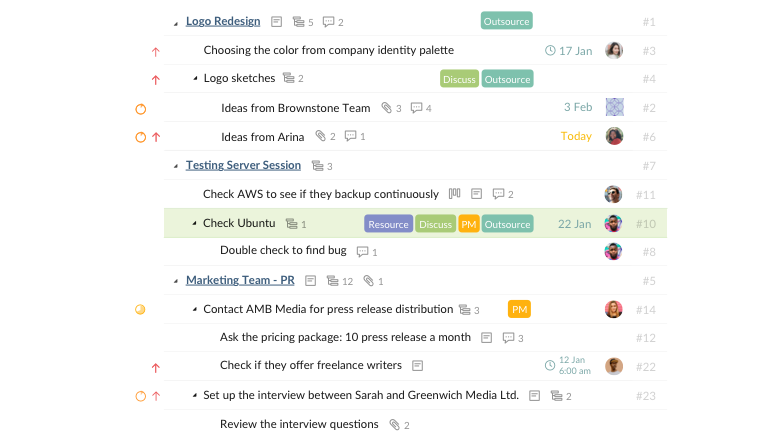 Logo Redesign 5 2 Outsource #1
Choosing the color from company identity palette 17 Jan #3
Logo sketches 2 Discuss Outsource #4
Ideas from Brownstone Team 3 4 3 Feb #2
Ideas from Arina 2 1 Today #6
Testing Server Session 3 #7
Check AWS to see if they backup continuously 2 #11
Check Ubuntu 1 Resource Discuss PM Outsource 22 Jan #10
Double check to find bug 1 #8
Marketing Team - PR 12 1 #5
Contact AMB Media for press release distribution 3 PM #14
Ask the pricing package: 10 press release a month 3 #12
Check if they offer freelance writers 12 Jan 6:00 am #22
Set up the interview between Sarah and Greenwich Media Ltd. 2 #23
Review the interview questions 2